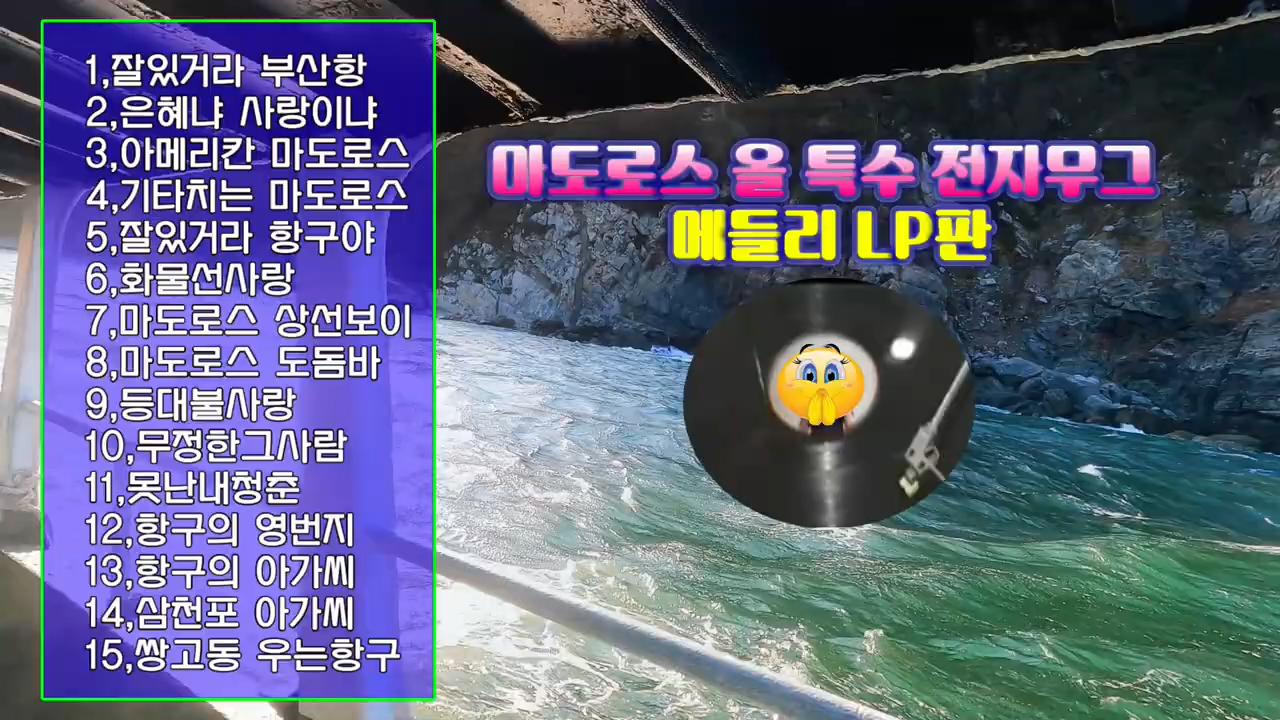 1,잘있거라 부산항
2,은혜냐 사랑이냐
3,아메리칸 마도로스
4,기타치는 마도로스
5,잘있거라 항구야
6,화물선사랑
7,마도로스 상선보이
8,마도로스 도돔바
9,등대불사랑
10,무정한그사람
11,못난내청춘
12,항구의 영번지
13,항구의 아가씨
14,삼천포 아가씨
15,쌍고동 우는항구
마도로스 올 특수 전자무그
메들리 LP판